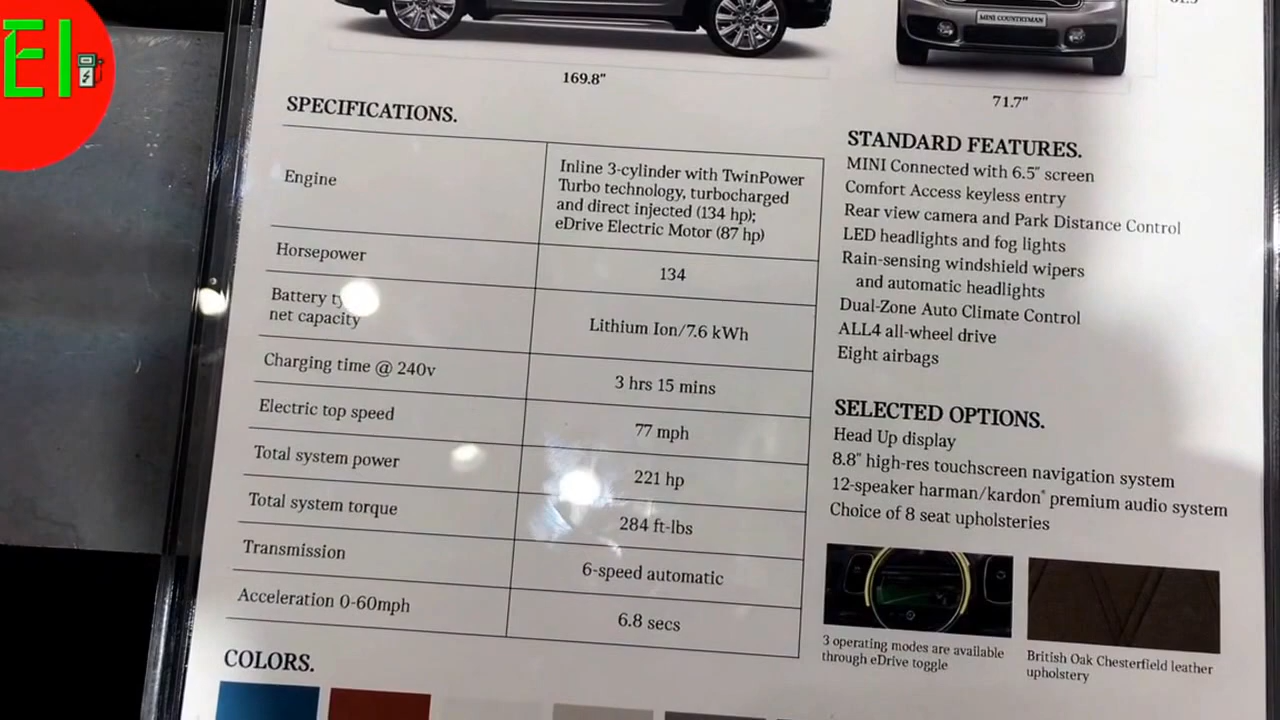 EI
MINI COUNTRYMAN
169.8"
71.7"
SPECIFICATIONS.
Engine
Inline 3-cylinder with TwinPower
Turbo technology, turbocharged
and direct injected (134 hp);
eDrive Electric Motor (87 hp)
Horsepower
134
Battery
net capacity
Lithium Ion/7.6 kWh
Charging time @ 240v
3 hrs 15 mins
Electric top speed
77 mph
Total system power
221 hp
Total system torque
284 ft-lbs
Transmission
6-speed automatic
Acceleration 0-60mph
6.8 secs
COLORS.
STANDARD FEATURES.
MINI Connected with 6.5" screen
Comfort Access keyless entry
Rear view camera and Park Distance Control
LED headlights and fog lights
Rain-sensing windshield wipers
and automatic headlights
Dual-Zone Auto Climate Control
ALL4 all-wheel drive
Eight airbags
SELECTED OPTIONS.
Head Up display
8.8" high-res touchscreen navigation system
12-speaker harman/kardon® premium audio system
Choice of 8 seat upholsteries
3 operating modes are available
through eDrive toggle
British Oak Chesterfield leather
upholstery